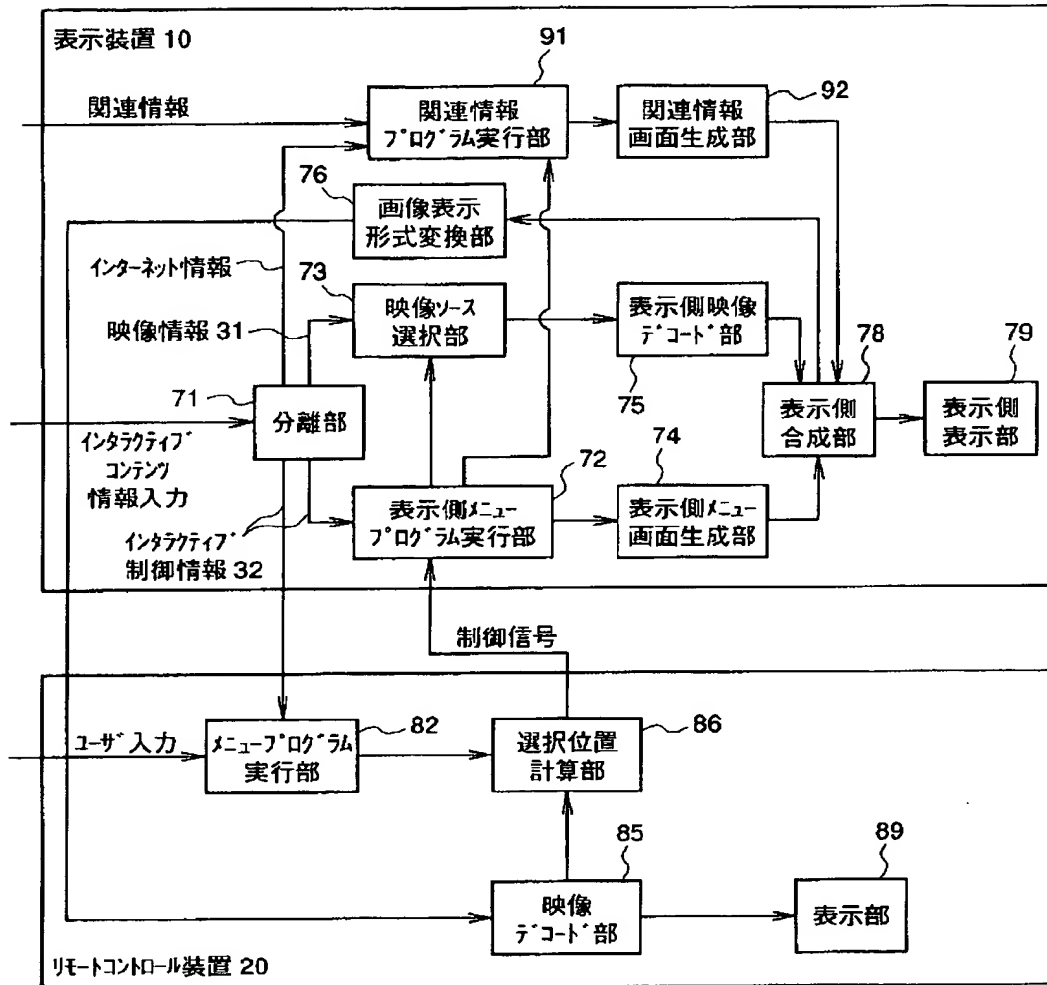 表示装置 10
91
関連情報
関連情報
プログラム実行部
92
関連情報
画面生成部
76
画像表示
形式変換部
インターネット情報
73
映像ソース
選択部
映像情報 31
表示側映像
デコード部
75
78
表示側
合成部
79
表示側
表示部
71
分離部
インタラクティブ
コンテンツ
情報入力
72
表示側メニュー
プログラム実行部
74
表示側メニュー
画面生成部
インタラクティブ
制御情報 32
制御信号
ユーザ入力
82
メニュープログラム
実行部
86
選択位置
計算部
85
映像
デコード部
89
表示部
リモートコントロール装置 20